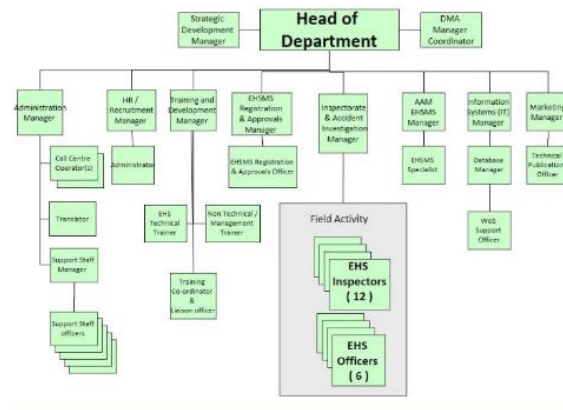 Strategic
Development
Manager
Head of
Department
DMA
Manager
Coordinator
Administration
Manager
HR /
Recruitment
Manager
Training and
Development
Manager
EHSMS
Registration
& Approvals
Manager
Inspectorate
& Accident
Investigation
Manager
AAM
EHSMS
Manager
Information
Systems (IT)
Manager
Marketing
Manager
Call Centre
Operator(s)
Administrator
EHSMS Registration
& Approvals Officer
EHSMS
Specialist
Database
Manager
Technical
Publications
Officer
Translator
EHS
Technical
Trainer
Non Technical /
Management
Trainer
Field Activity
Web
Support
Officer
Support Staff
Manager
Training
Co-ordinator
&
Liaison officer
EHS
Inspectors
( 12 )
Support Staff
officers
EHS
Officers
( 6 )